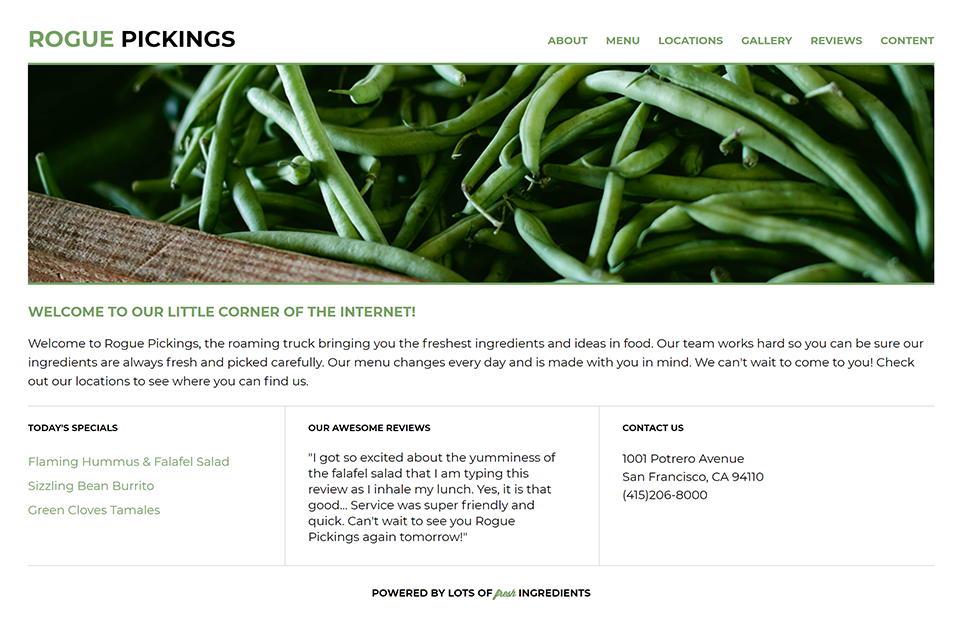 ROGUE PICKINGS
ABOUT MENU LOCATIONS GALLERY REVIEWS CONTENT
WELCOME TO OUR LITTLE CORNER OF THE INTERNET!
Welcome to Rogue Pickings, the roaming truck bringing you the freshest ingredients and ideas in food. Our team works hard so you can be sure our
ingredients are always fresh and picked carefully. Our menu changes every day and is made with you in mind. We can't wait to come to you! Check
out our locations to see where you can find us.
TODAY'S SPECIALS
Flaming Hummus & Falafel Salad
Sizzling Bean Burrito
Green Cloves Tamales
OUR AWESOME REVIEWS
"I got so excited about the yumminess of
the falafel salad that I am typing this
review as I inhale my lunch. Yes, it is that
good... Service was super friendly and
quick. Can't wait to see you Rogue
Pickings again tomorrow!"
CONTACT US
1001 Potrero Avenue
San Francisco, CA 94110
(415)206-8000
POWERED BY LOTS OF fresh INGREDIENTS